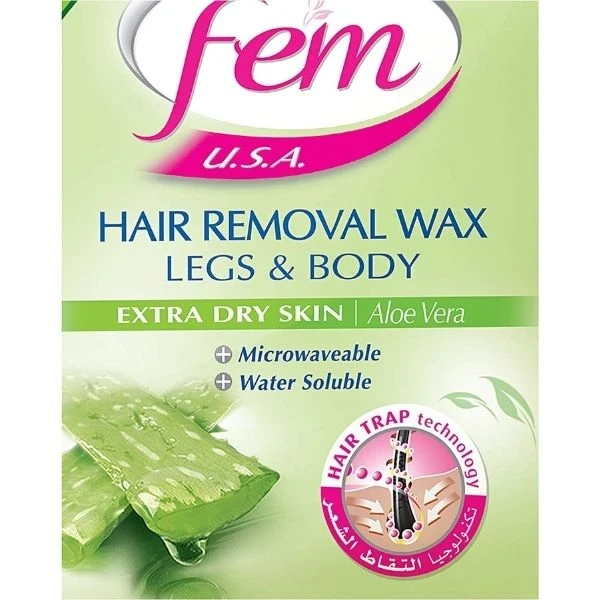 fem
U.S.A.
HAIR REMOVAL WAX
LEGS & BODY
EXTRA DRY SKIN | Aloe Vera
+ Microwaveable
+ Water Soluble
HAIR TRAP technology
تكنولوجيا التقاط الشعر